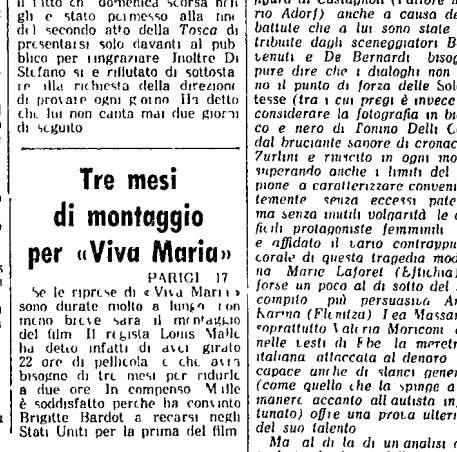 gli è stato permesso alla fine
del secondo atto della Tosca di
presentarsi solo davanti al pub
blico per ringraziare Inoltre Di
Stefano si è rifiutato di sottosta
re alla richiesta della direzione
di provare ogni giorno Ha detto
che lui non canta mai due giorni
di seguito
Tre mesi
di montaggio
per «Viva Maria»
PARIGI 17
Se le riprese di «Viva Maria»
sono durate molto a lungo non
meno breve sarà il montaggio
del film Il regista Louis Malle
ha detto infatti di aver girato
22 ore di pellicola e che avrà
bisogno di tre mesi per ridurle
a due ore In compenso Malle
è soddisfatto perche ha convinto
Brigitte Bardot a recarsi negli
Stati Uniti per la prima del film
rio Adorf) anche a causa de
battute che a lui sono state
tribuite dagli sceneggiatori B
venuti e De Bernardi bisog
pure dire che i dialoghi non
no il punto di forza delle Sol
tesse (tra i cui pregi è invece
considerare la fotografia in bi
co e nero di Tonino Delli C
dal bruciante sapore di cronac
Zurlini è riuscito in ogni mo
superando anche i limiti del
pione a caratterizzare conveni
temente senza eccessi pate
ma senza inutili volgarità le d
ficili protagoniste femminili
e affidato il vario contrappu
corale di questa tragedia mod
na Marie Laforet (Eftichia)
forse un poco al di sotto del
compito più persuasiva An
Karina (Elenitza) Lea Massar
soprattutto Valeria Moriconi
nelle vesti di Ebe la meretr
italiana attaccata al denaro
capace anche di slanci gener
(come quello che la spinge a
manere accanto all'autista in
tunato) offre una prova ulteri
del suo talento
Ma al di la di un analisi